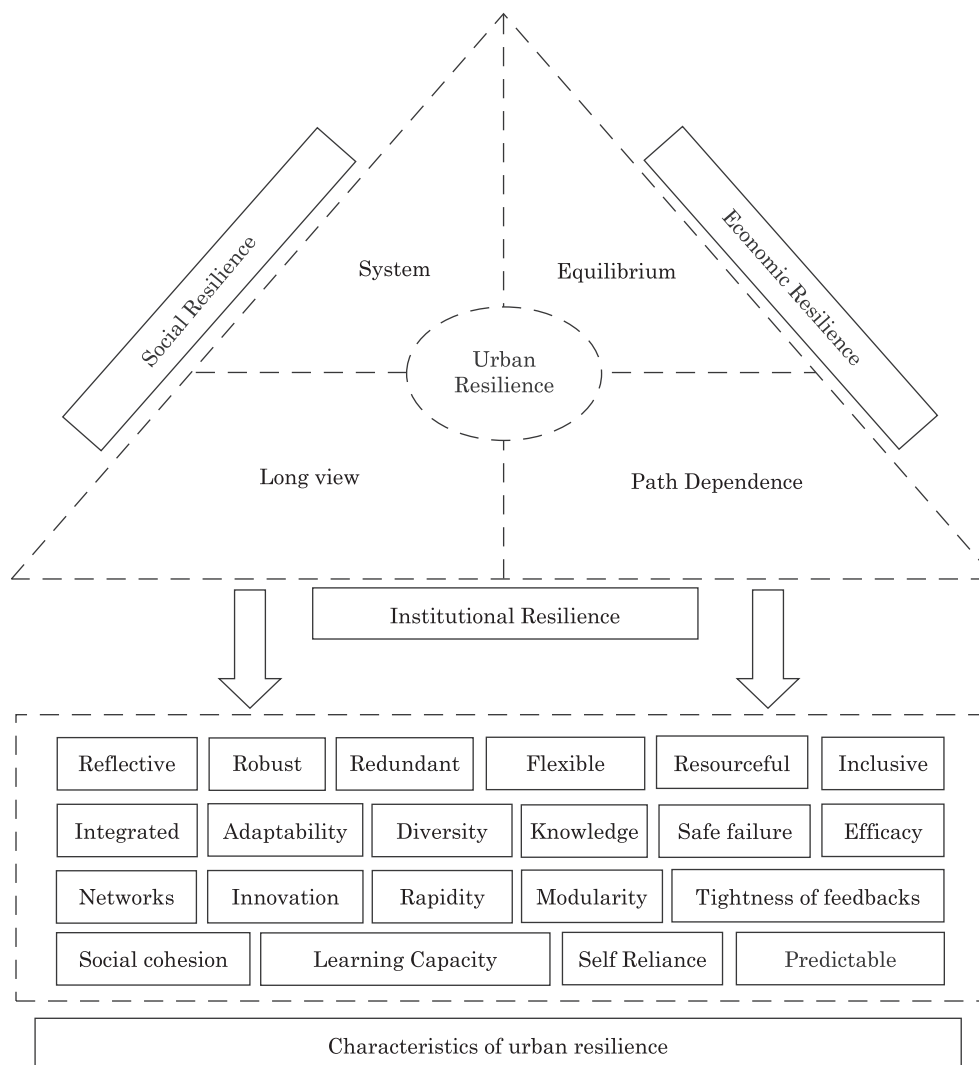 Social Resilience
Economic Resilience
System
Equilibrium
Urban
Resilience
Long view
Path Dependence
Institutional Resilience
Reflective
Robust
Redundant
Flexible
Resourceful
Inclusive
Integrated
Adaptability
Diversity
Knowledge
Safe failure
Efficacy
Networks
Innovation
Rapidity
Modularity
Tightness of feedbacks
Social cohesion
Learning Capacity
Self Reliance
Predictable
Characteristics of urban resilience